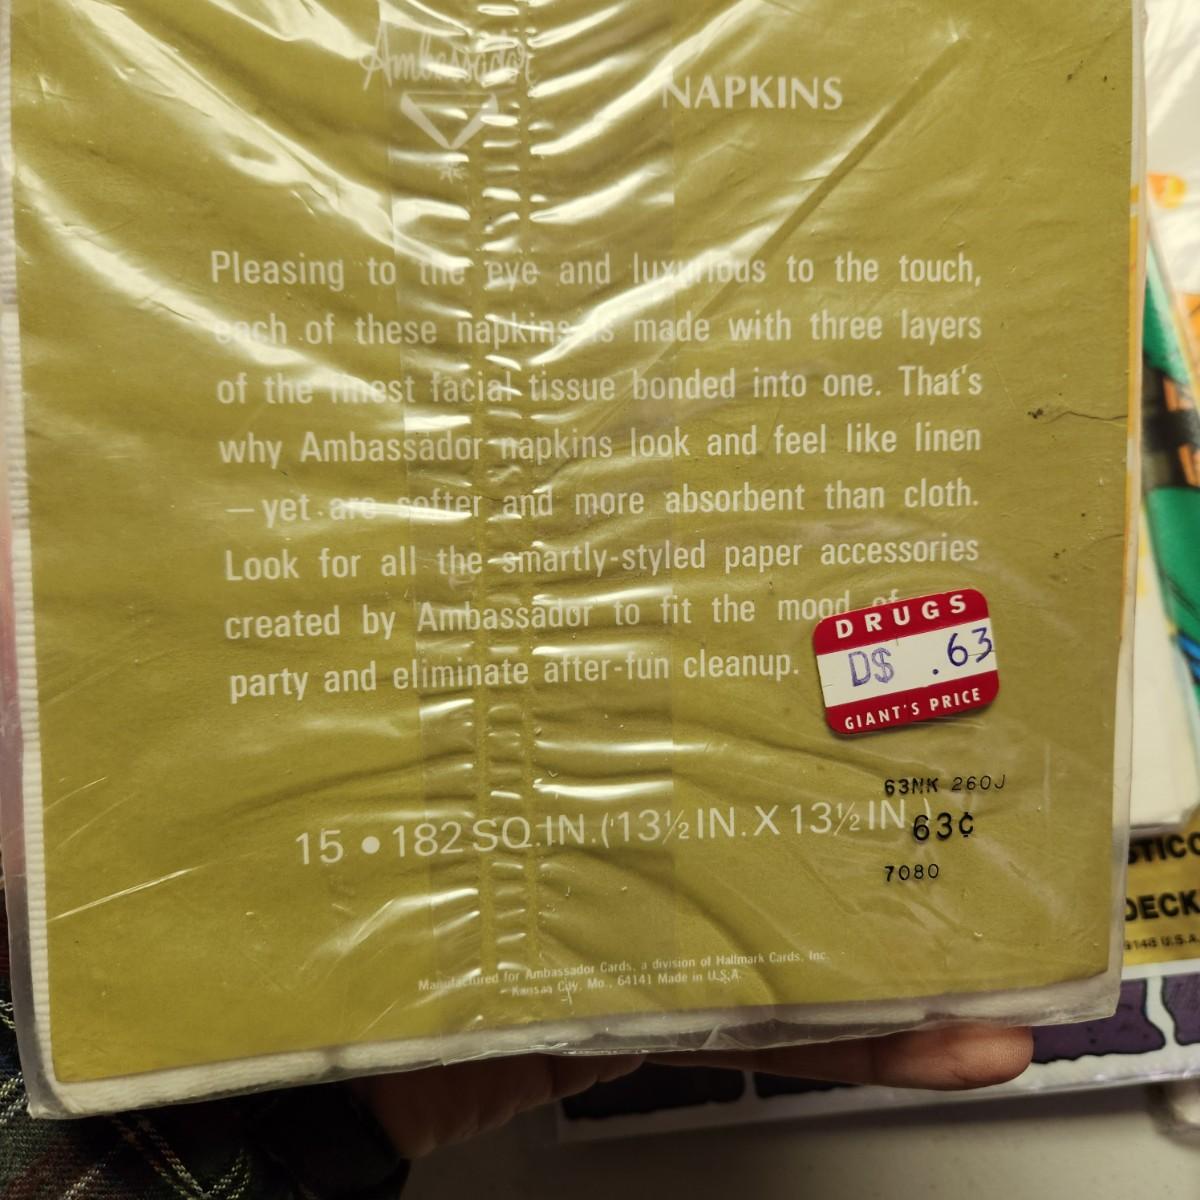 Ambassador
NAPKINS
Pleasing to the eye and luxurious to the touch,
each of these napkins is made with three layers
of the finest facial tissue bonded into one. That's
why Ambassador napkins look and feel like linen
— yet are softer and more absorbent than cloth.
Look for all the smartly-styled paper accessories
created by Ambassador to fit the mood of
party and eliminate after-fun cleanup.
DRUGS
D$ .63
GIANT'S PRICE
63NK 260J
15 • 182 SQ. IN. (13½ IN. X 13½ IN.)
63¢
7080
Manufactured for Ambassador Cards, a division of Hallmark Cards, Inc.
Kansas City, Mo., 64141 Made in U.S.A.
DECK
U.S.A.